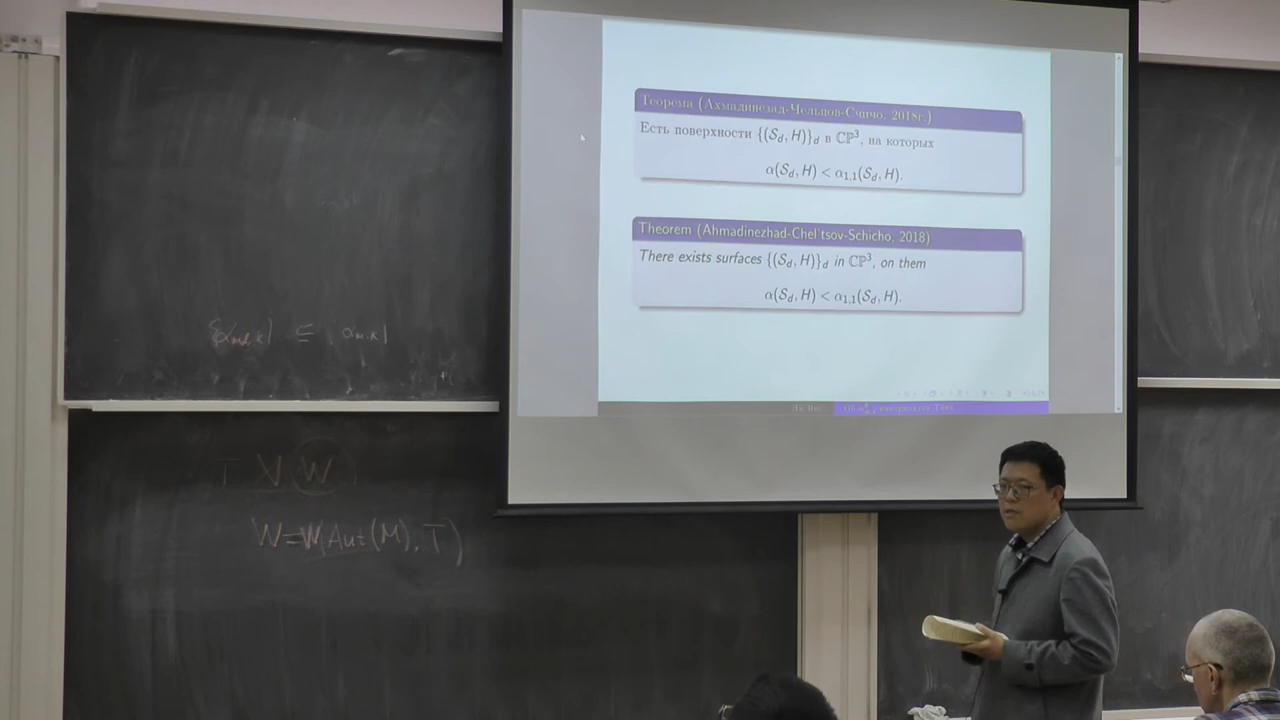 Теорема (Ахмадинезад-Чельцов-Счичо, 2018г.)
Есть поверхности {(S_d, H)}_d в ℂℙ³, на которых
α(S_d, H) < α_{1,1}(S_d, H).
Theorem (Ahmadinezhad-Chel'tsov-Schicho, 2018)
There exists surfaces {(S_d, H)}_d in ℂℙ³, on them
α(S_d, H) < α_{1,1}(S_d, H).
W=W(Aut(M), T)